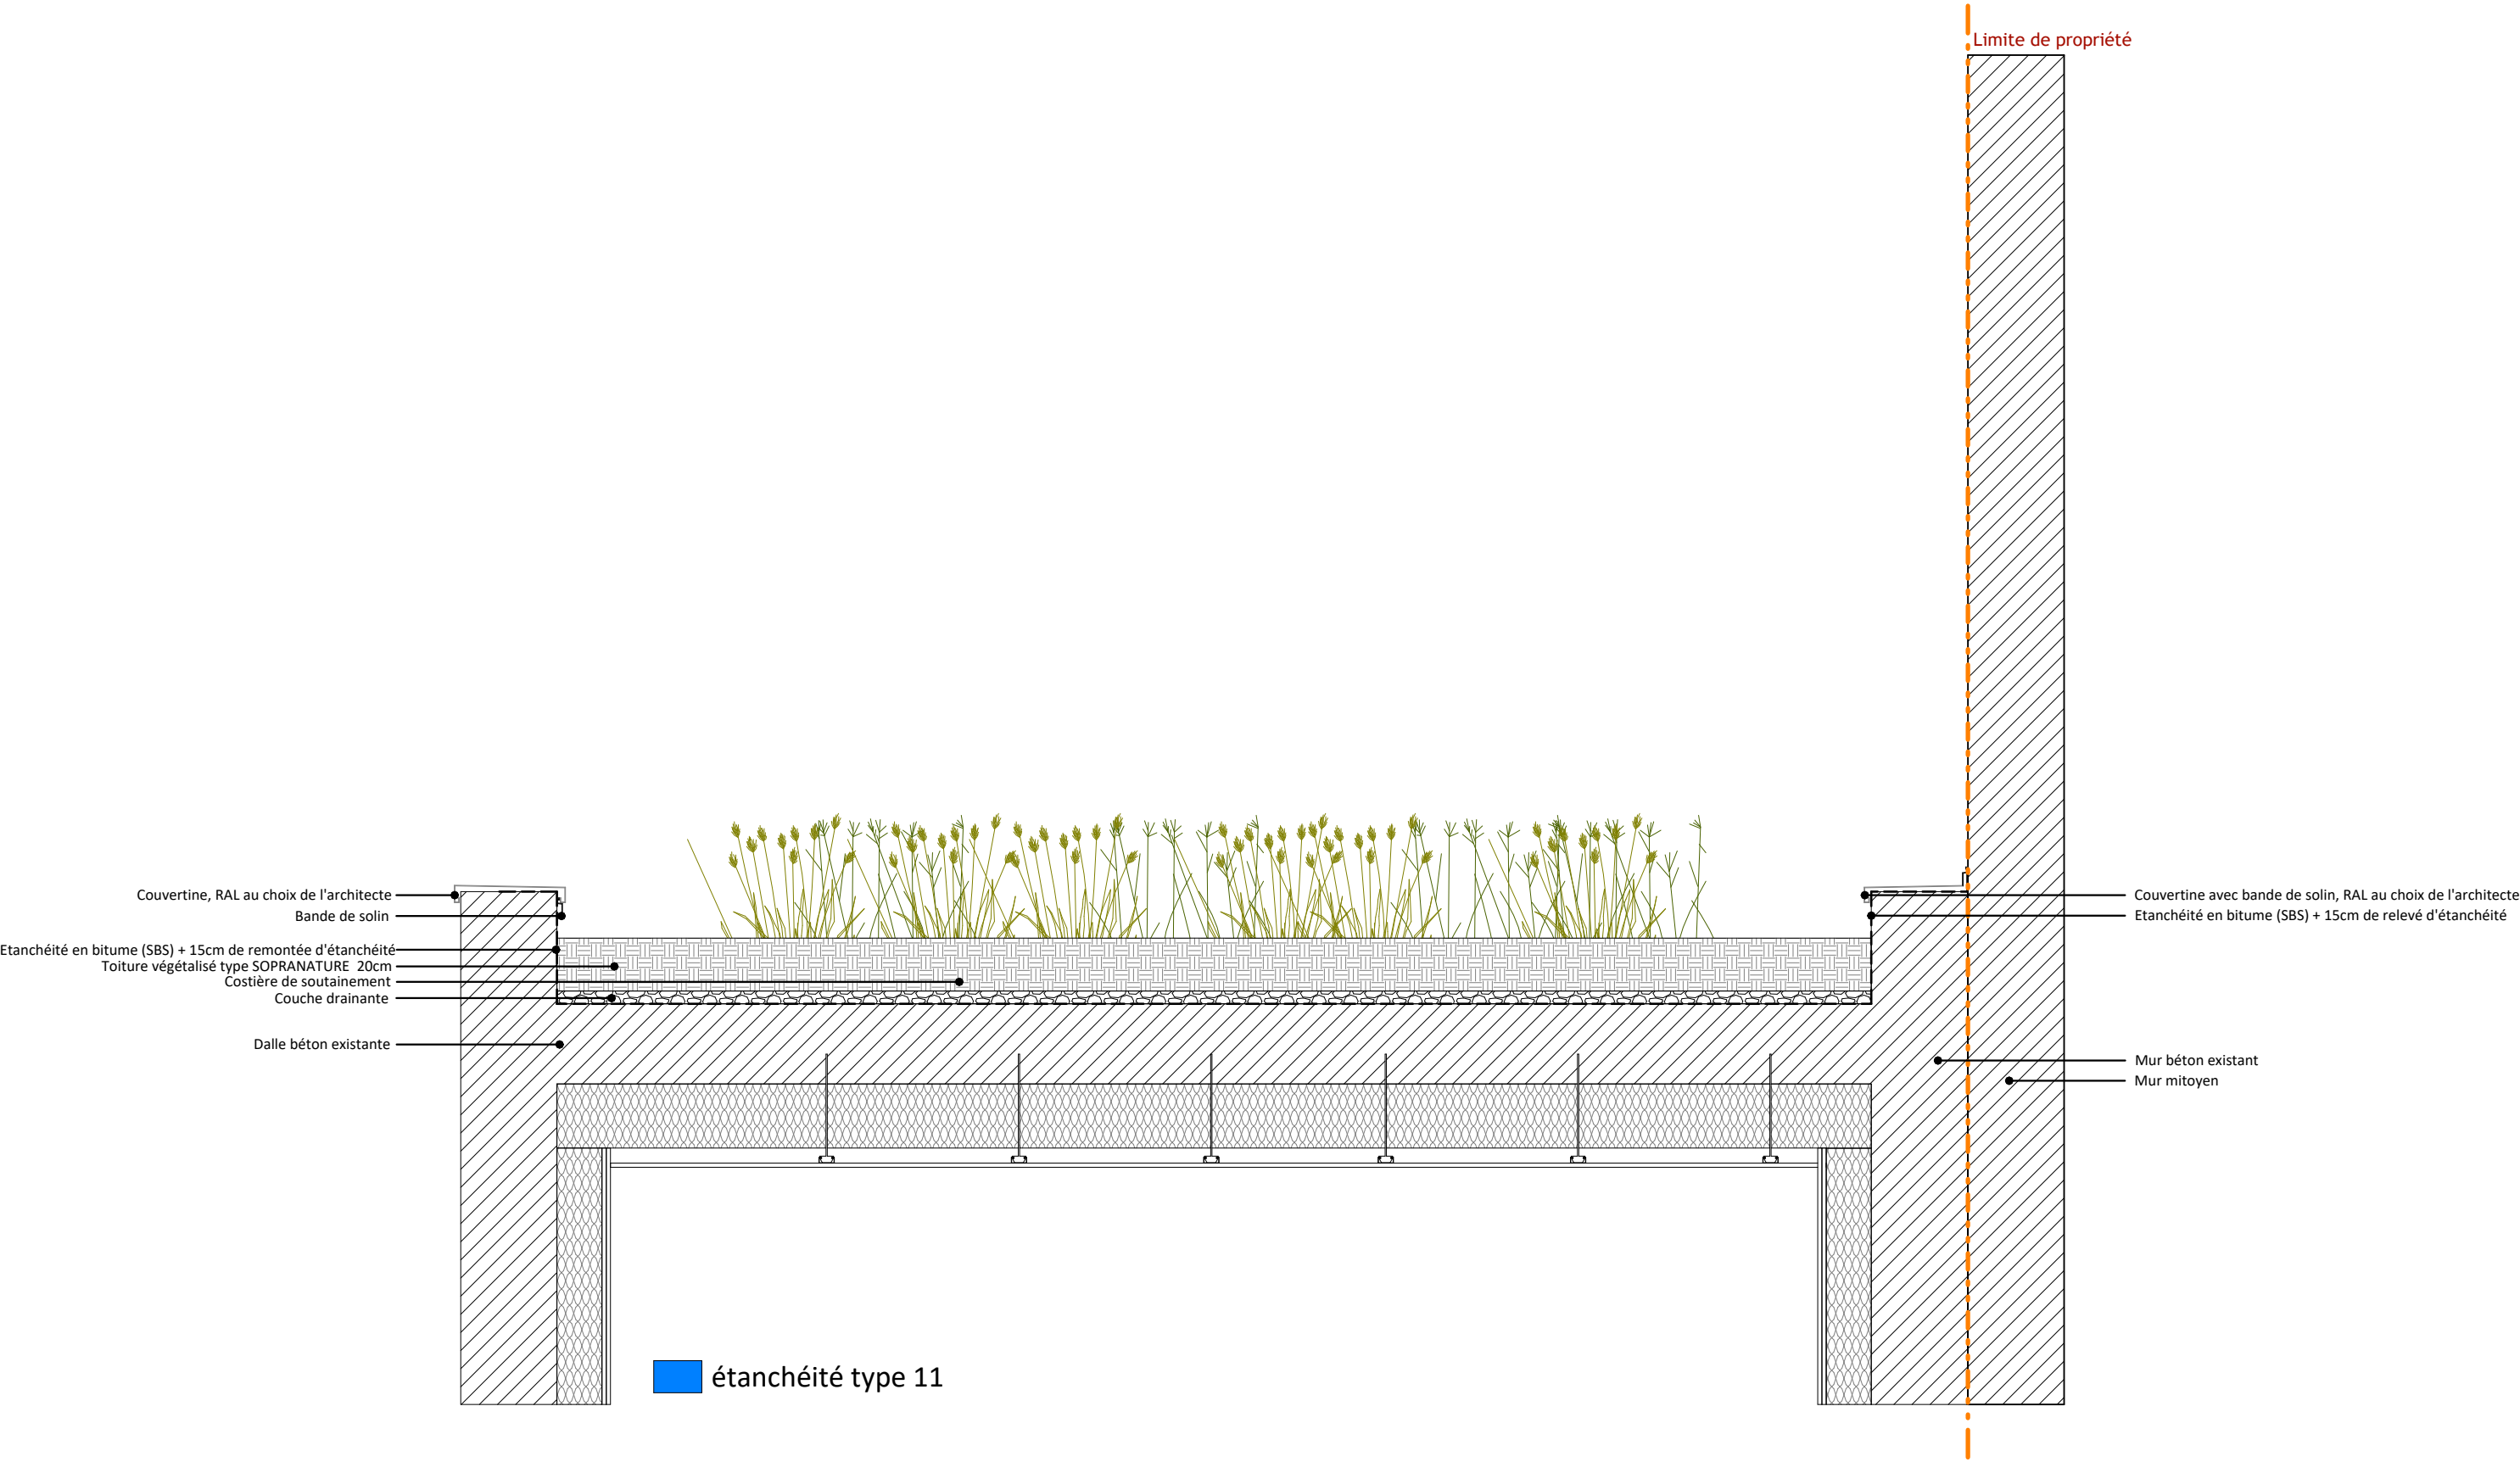 Limite de propriété
Couvertine, RAL au choix de l'architecte
Bande de solin
Etanchéité en bitume (SBS) + 15cm de remontée d'étanchéité
Toiture végétalisé type SOPRANATURE 20cm
Costière de soutainement
Couche drainante
Dalle béton existante
Couvertine avec bande de solin, RAL au choix de l'architecte
Etanchéité en bitume (SBS) + 15cm de relevé d'étanchéité
Mur béton existant
Mur mitoyen
étanchéité type 11